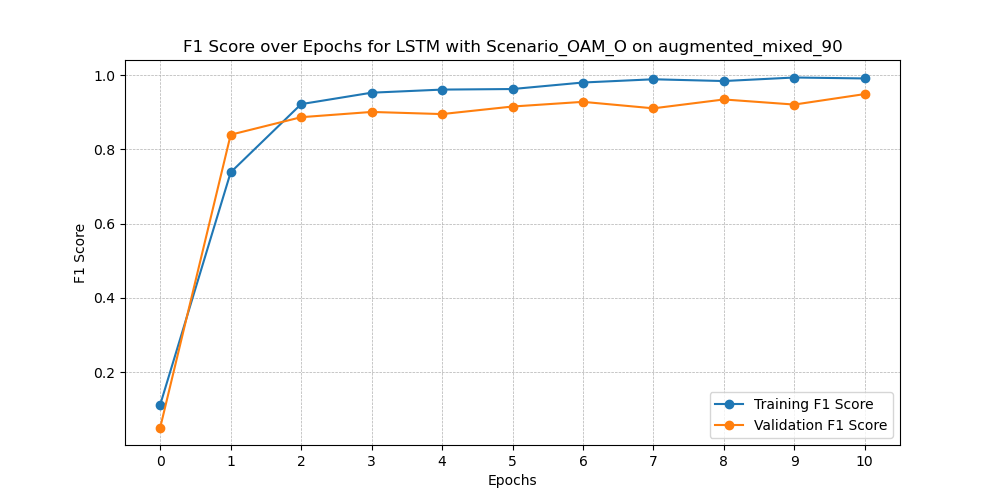 F1 Score over Epochs for LSTM with Scenario_OAM_O on augmented_mixed_90
1.0
0.8
0.6
0.4
0.2
F1 Score
Training F1 Score
Validation F1 Score
0 1 2 3 4 5 6 7 8 9 10
Epochs